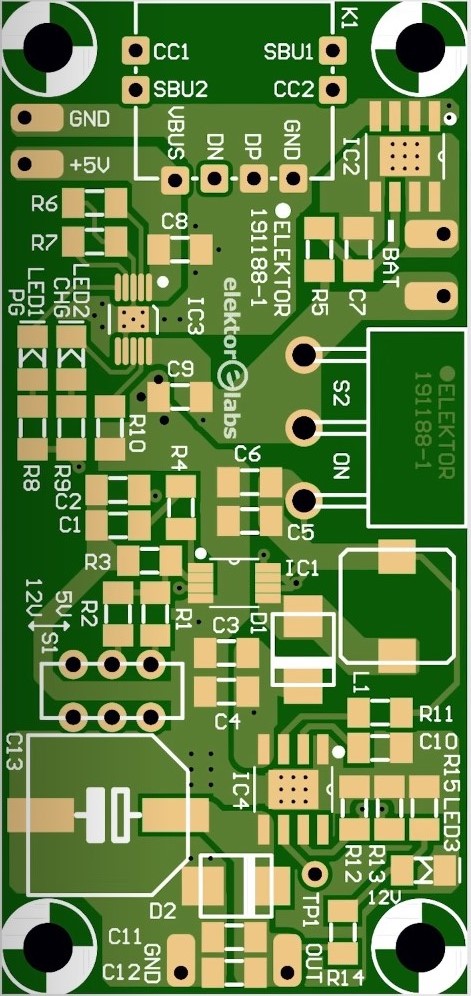 ELEKTOR
191188-1
R11
C10
R15
LED3
12V
BAT
IC2
C7
R5
K1
S2
ON
C5
IC1
L1
R13
R12
R14
TP1
OUT
SBU1
CC2
GND
DP
DN
VBUS
ELEKTOR
191188-1
elektor e labs
C6
D1
C3
C4
IC4
D2
GND
C11
C12
CC1
SBU2
C8
IC3
C9
R4
R10
R1
R3
R2
C2
C1
GND
+5V
R6
R7
LED2
CHG
LED1
PG
R9
R8
5V
12V
S1
C13